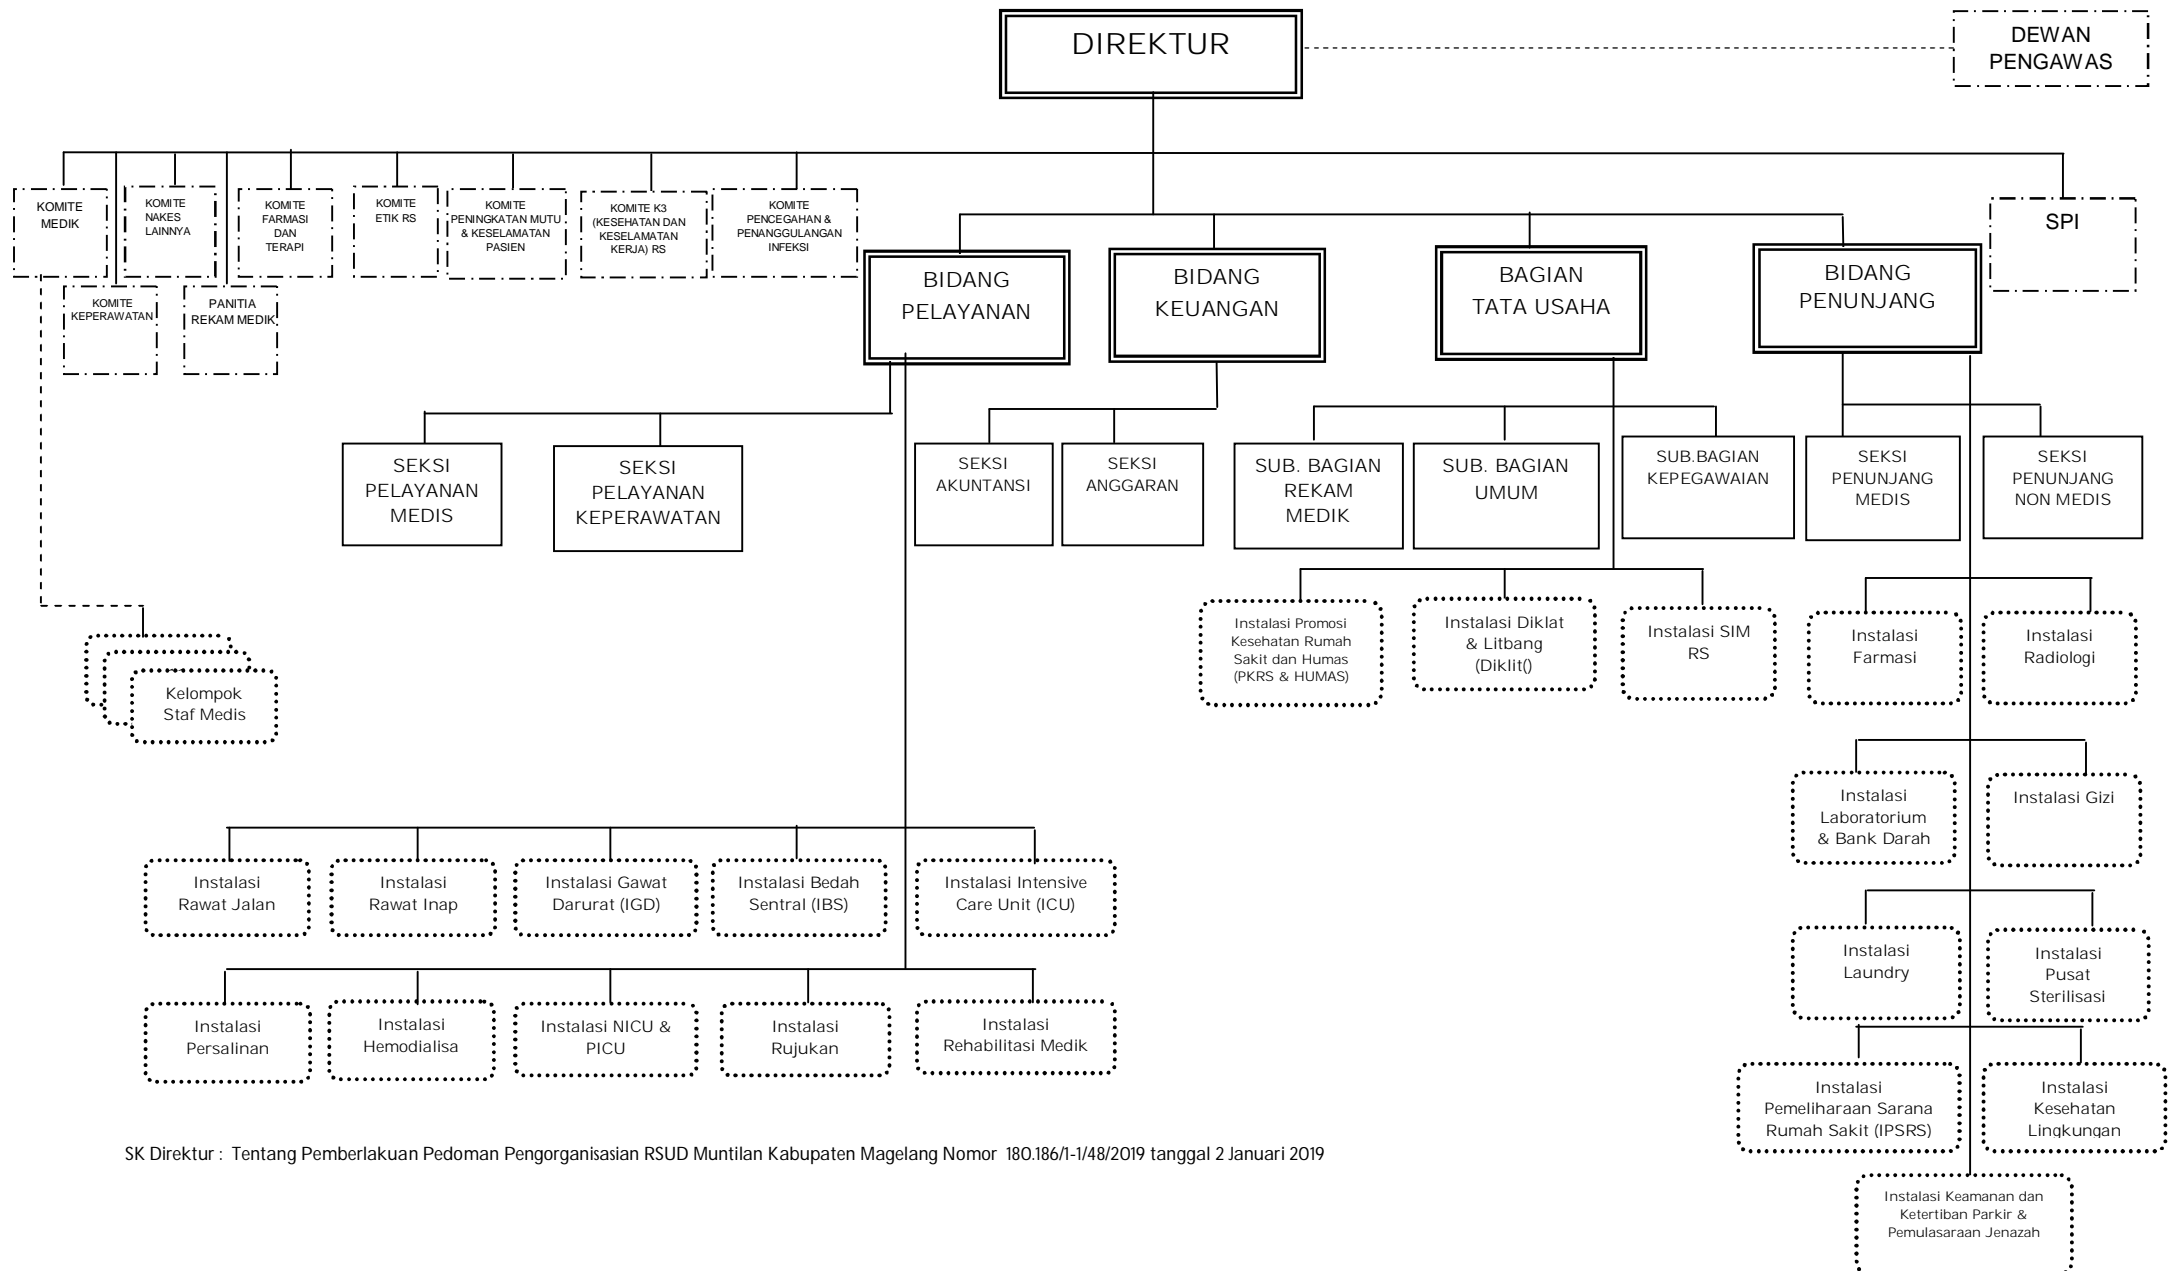 DIREKTUR
DEWAN
PENGAWAS
KOMITE
MEDIK
KOMITE
NAKES
LAINNYA
KOMITE
FARMASI
DAN
TERAPI
KOMITE
ETIK RS
KOMITE
PENINGKATAN MUTU
& KESELAMATAN
PASIEN
KOMITE K3
(KESEHATAN DAN
KESELAMATAN
KERJA) RS
KOMITE
PENCEGAHAN &
PENANGGULANGAN
INFEKSI
SPI
KOMITE
KEPERAWATAN
PANITIA
REKAM MEDIK
BIDANG
PELAYANAN
BIDANG
KEUANGAN
BAGIAN
TATA USAHA
BIDANG
PENUNJANG
SEKSI
PELAYANAN
MEDIS
SEKSI
PELAYANAN
KEPERAWATAN
SEKSI
AKUNTANSI
SEKSI
ANGGARAN
SUB. BAGIAN
REKAM
MEDIK
SUB. BAGIAN
UMUM
SUB.BAGIAN
KEPEGAWAIAN
SEKSI
PENUNJANG
MEDIS
SEKSI
PENUNJANG
NON MEDIS
Kelompok
Staf Medis
Instalasi Promosi
Kesehatan Rumah
Sakit dan Humas
(PKRS & HUMAS)
Instalasi Diklat
& Litbang
(Diklit()
Instalasi SIM
RS
Instalasi
Farmasi
Instalasi
Radiologi
Instalasi
Laboratorium
& Bank Darah
Instalasi Gizi
Instalasi
Rawat Jalan
Instalasi
Rawat Inap
Instalasi Gawat
Darurat (IGD)
Instalasi Bedah
Sentral (IBS)
Instalasi Intensive
Care Unit (ICU)
Instalasi
Laundry
Instalasi
Pusat
Sterilisasi
Instalasi
Persalinan
Instalasi
Hemodialisa
Instalasi NICU &
PICU
Instalasi
Rujukan
Instalasi
Rehabilitasi Medik
Instalasi
Pemeliharaan Sarana
Rumah Sakit (IPSRS)
Instalasi
Kesehatan
Lingkungan
SK Direktur : Tentang Pemberlakuan Pedoman Pengorganisasian RSUD Muntilan Kabupaten Magelang Nomor 180.186/1-1/48/2019 tanggal 2 Januari 2019
Instalasi Keamanan dan
Ketertiban Parkir &
Pemulasaraan Jenazah